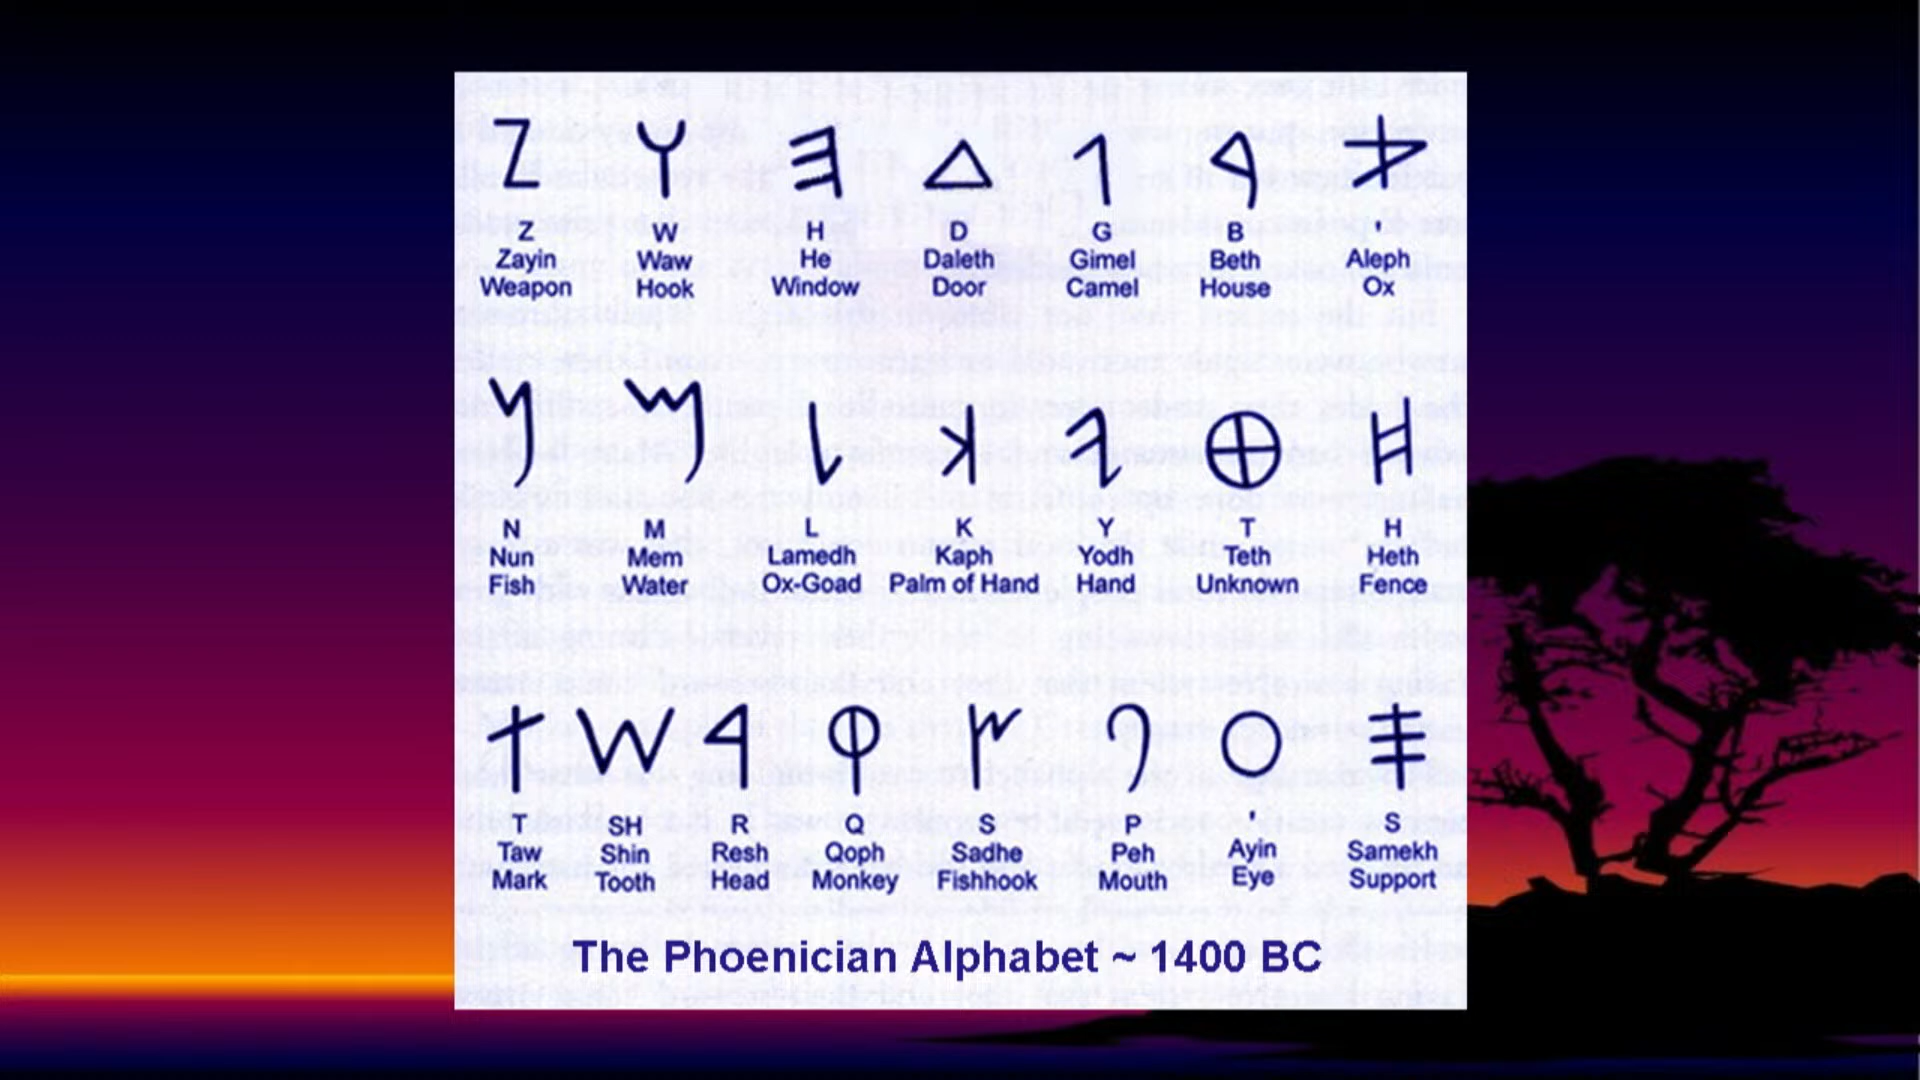 Z W H D G B '
Zayin Waw He Daleth Gimel Beth Aleph
Weapon Hook Window Door Camel House Ox
N M L K Y T H
Nun Mem Lamedh Kaph Yodh Teth Heth
Fish Water Ox-Goad Palm of Hand Hand Unknown Fence
T SH R Q S P ' S
Taw Shin Resh Qoph Sadhe Peh Ayin Samekh
Mark Tooth Head Monkey Fishhook Mouth Eye Support
The Phoenician Alphabet ~ 1400 BC